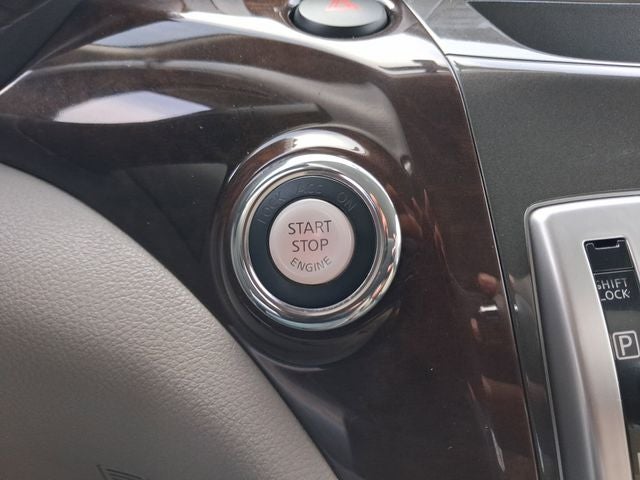 LOCK ACC ON
START
STOP
ENGINE
SHIFT
LOCK
P